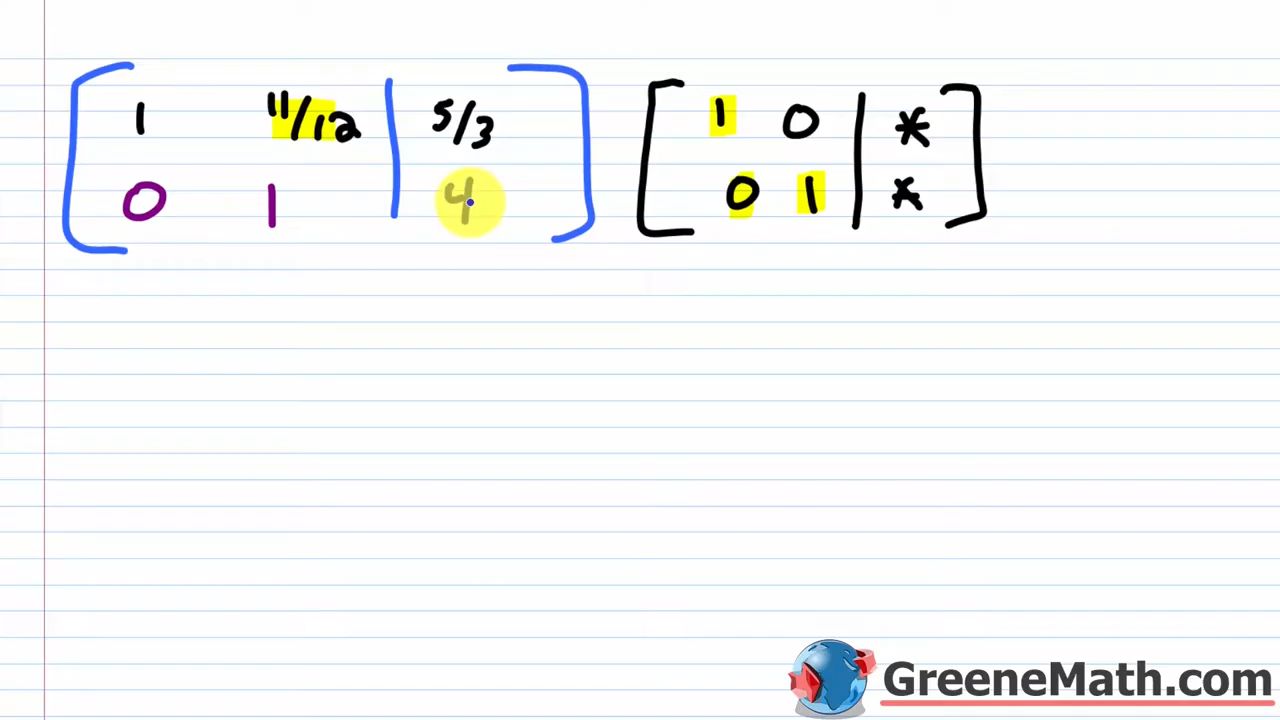 1 11/12 | 5/3
0 1 | 4
1 0 | *
0 1 | *
GreeneMath.com